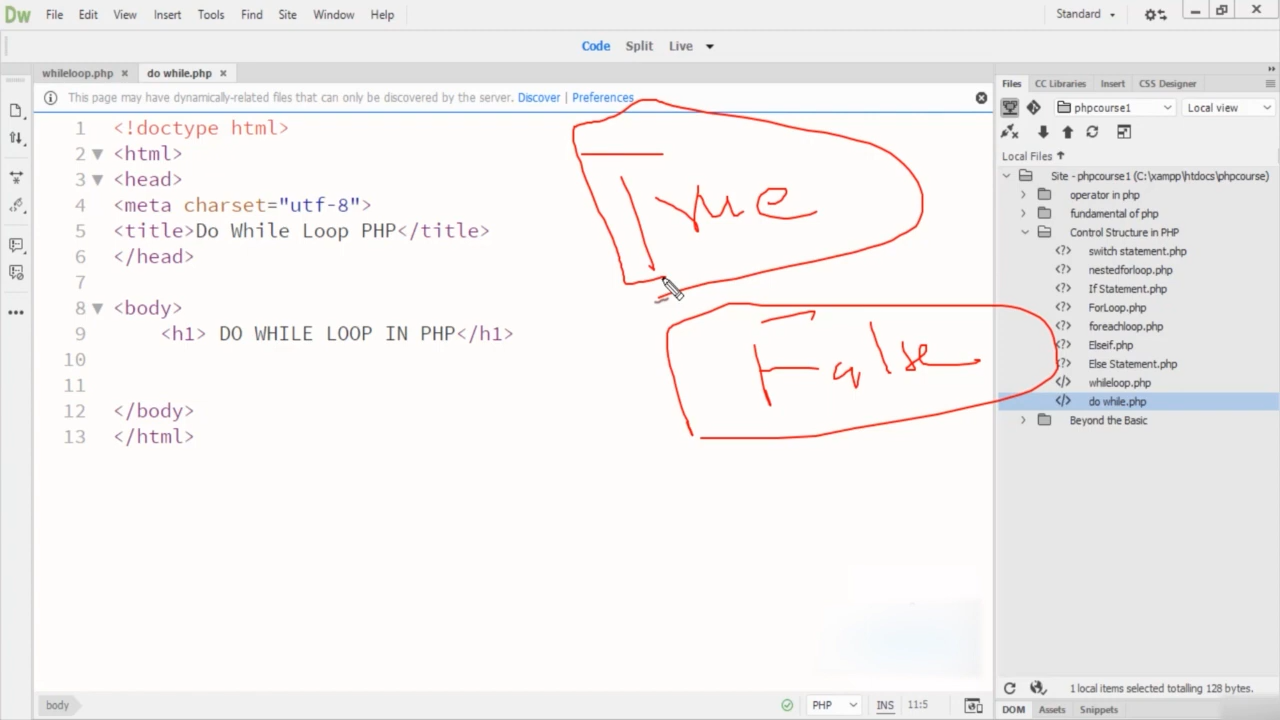 Dw File Edit View Insert Tools Find Site Window Help Standard
Code Split Live
whileloop.php × do while.php ×
This page may have dynamically-related files that can only be discovered by the server. Discover | Preferences
1 <!doctype html>
2 <html>
3 <head>
4 <meta charset="utf-8">
5 <title>Do While Loop PHP</title>
6 </head>
7
8 <body>
9 <h1> DO WHILE LOOP IN PHP</h1>
10
11
12 </body>
13 </html>
True
False
body
PHP INS 11:5
Files CC Libraries Insert CSS Designer
phpcourse1 Local view
Local Files
Site - phpcourse1 (C:\xampp\htdocs\phpcourse)
operator in php
fundamental of php
Control Structure in PHP
switch statement.php
nestedforloop.php
If Statement.php
ForLoop.php
foreachloop.php
Elseif.php
Else Statement.php
whileloop.php
do while.php
Beyond the Basic
1 local items selected totalling 128 bytes.
DOM Assets Snippets